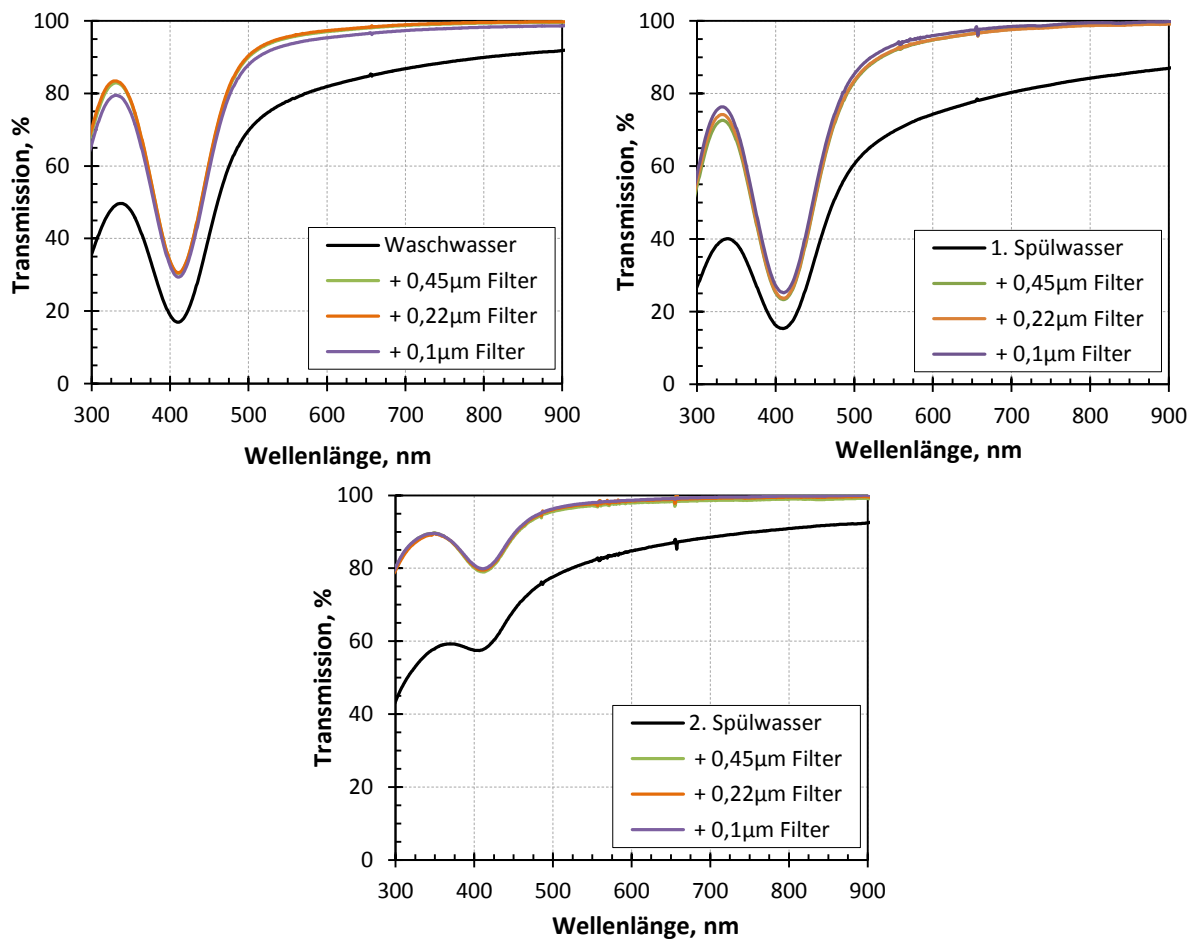 100
80
60
40
20
0
Transmission, %
300 400 500 600 700 800 900
Wellenlänge, nm
Waschwasser
+ 0,45µm Filter
+ 0,22µm Filter
+ 0,1µm Filter
100
80
60
40
20
0
Transmission, %
300 400 500 600 700 800 900
Wellenlänge, nm
1. Spülwasser
+ 0,45µm Filter
+ 0,22µm Filter
+ 0,1µm Filter
100
80
60
40
20
0
Transmission, %
300 400 500 600 700 800 900
Wellenlänge, nm
2. Spülwasser
+ 0,45µm Filter
+ 0,22µm Filter
+ 0,1µm Filter